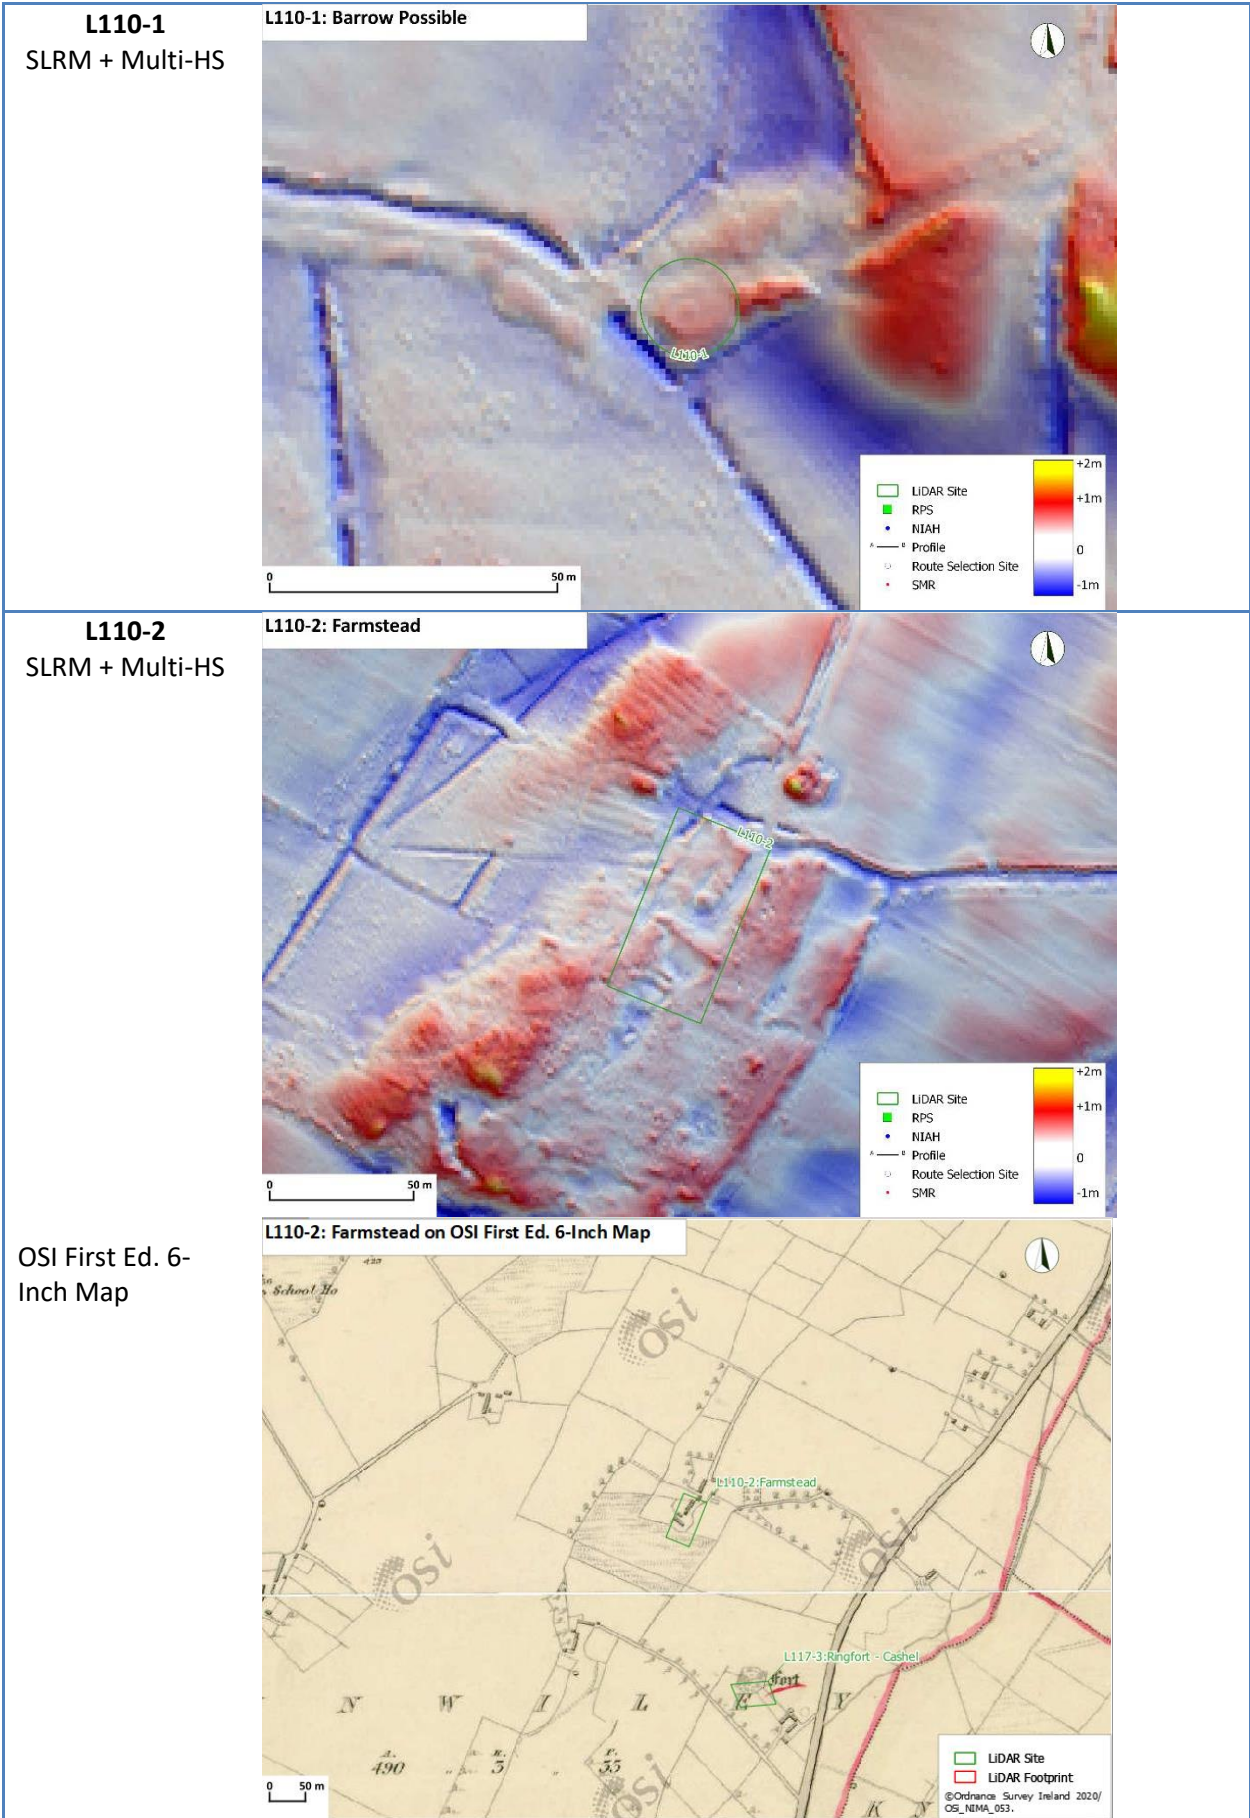 L110-1
SLRM + Multi-HS
L110-1: Barrow Possible
L110-1
LiDAR Site
RPS
NIAH
A B Profile
Route Selection Site
SMR
+2m
+1m
0
-1m
0 50 m
L110-2
SLRM + Multi-HS
L110-2: Farmstead
L110-2
LiDAR Site
RPS
NIAH
A B Profile
Route Selection Site
SMR
+2m
+1m
0
-1m
0 50 m
OSI First Ed. 6-
Inch Map
L110-2: Farmstead on OSI First Ed. 6-Inch Map
School Ho
osi
L110-2:Farmstead
osi
osi
L117-3:Ringfort - Cashel
Fort
N W I L E Y
A. R. P.
490 " 3 " 35
osi
K
0 50 m
LiDAR Site
LiDAR Footprint
©Ordnance Survey Ireland 2020/
OSi_NIMA_053.